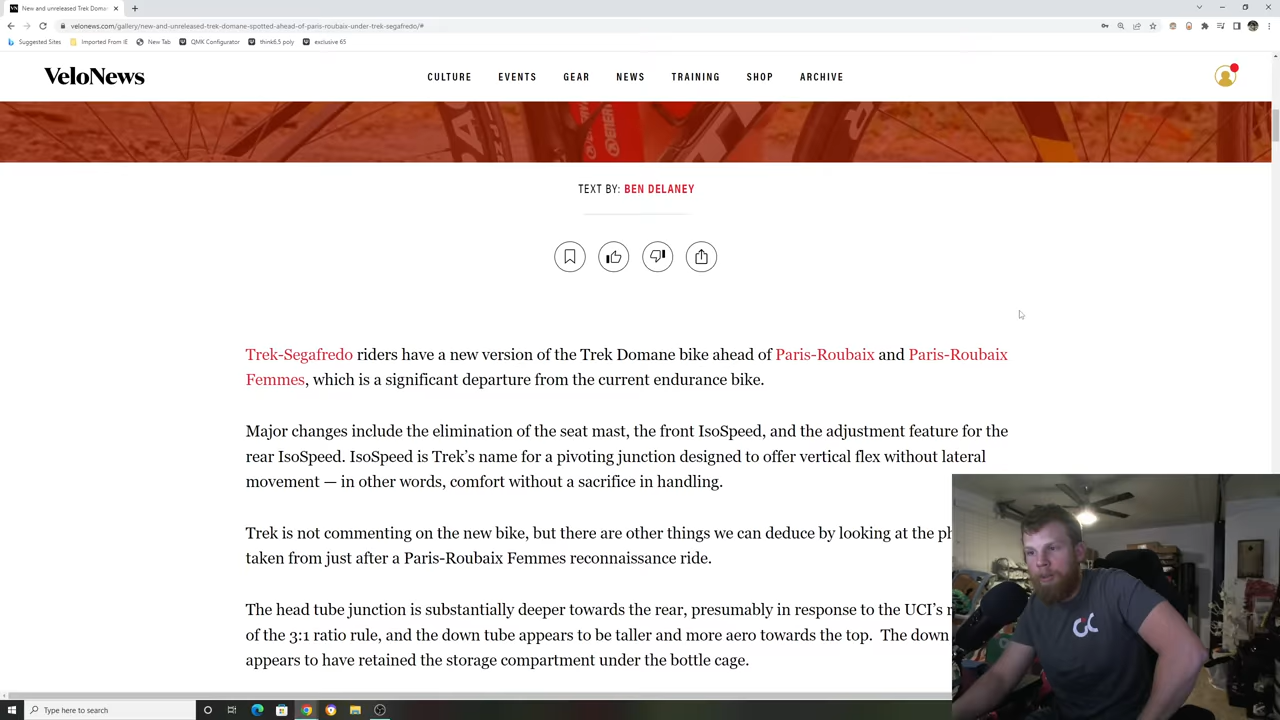 New and unreleased Trek Doma
velonews.com/gallery/new-and-unreleased-trek-domane-spotted-ahead-of-paris-roubaix-under-trek-segafredo/#
Suggested Sites
Imported From IE
New Tab
QMK Configurator
think6,5 poly
exclusive 65
VeloNews
CULTURE
EVENTS
GEAR
NEWS
TRAINING
SHOP
ARCHIVE
TEXT BY: BEN DELANEY
Trek-Segafredo riders have a new version of the Trek Domane bike ahead of Paris-Roubaix and Paris-Roubaix
Femmes, which is a significant departure from the current endurance bike.
Major changes include the elimination of the seat mast, the front IsoSpeed, and the adjustment feature for the
rear IsoSpeed. IsoSpeed is Trek’s name for a pivoting junction designed to offer vertical flex without lateral
movement — in other words, comfort without a sacrifice in handling.
Trek is not commenting on the new bike, but there are other things we can deduce by looking at the ph
taken from just after a Paris-Roubaix Femmes reconnaissance ride.
The head tube junction is substantially deeper towards the rear, presumably in response to the UCI’s r
of the 3:1 ratio rule, and the down tube appears to be taller and more aero towards the top. The down
appears to have retained the storage compartment under the bottle cage.
Type here to search